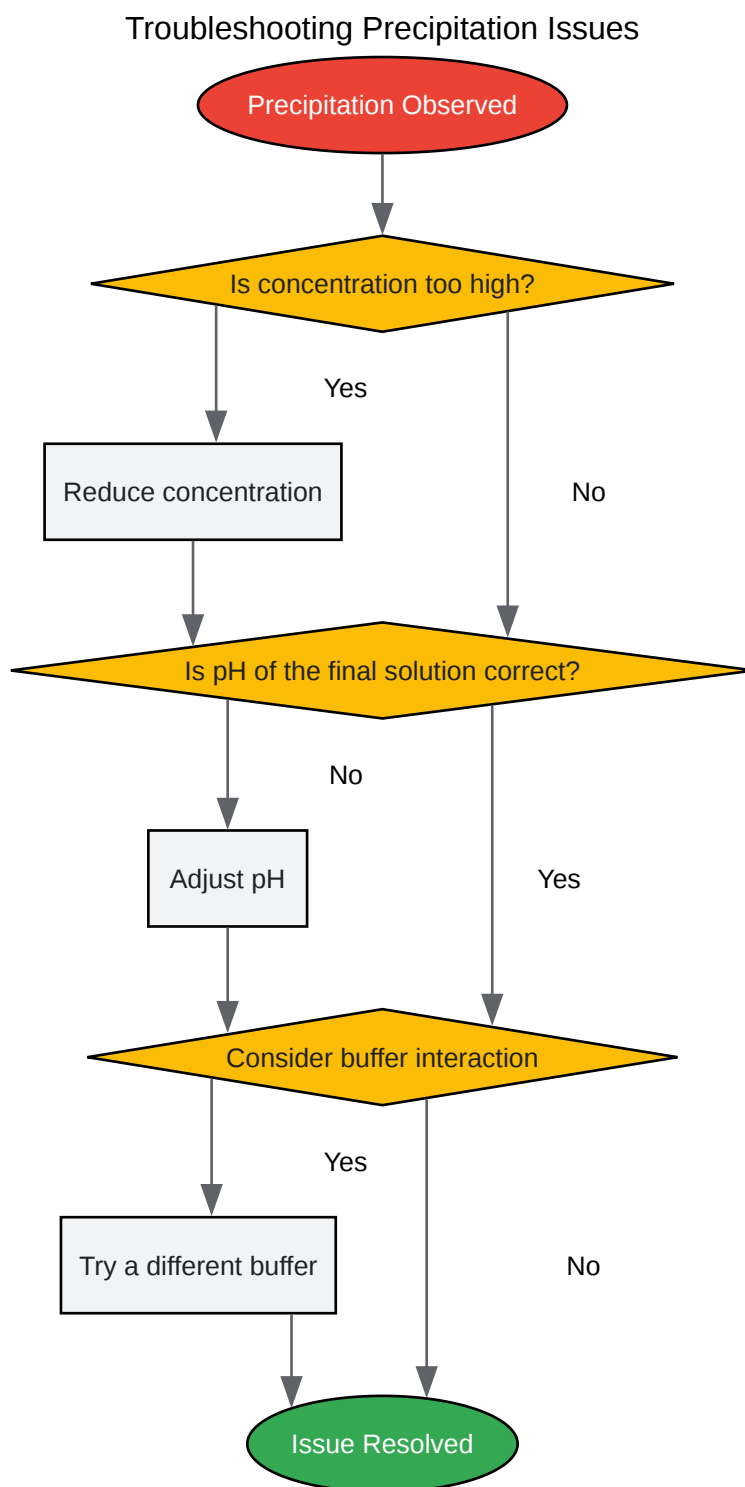 Troubleshooting Precipitation Issues
Precipitation Observed
Is concentration too high?
Yes
Reduce concentration
No
Is pH of the final solution correct?
No
Adjust pH
Yes
Consider buffer interaction
Yes
Try a different buffer
No
Issue Resolved